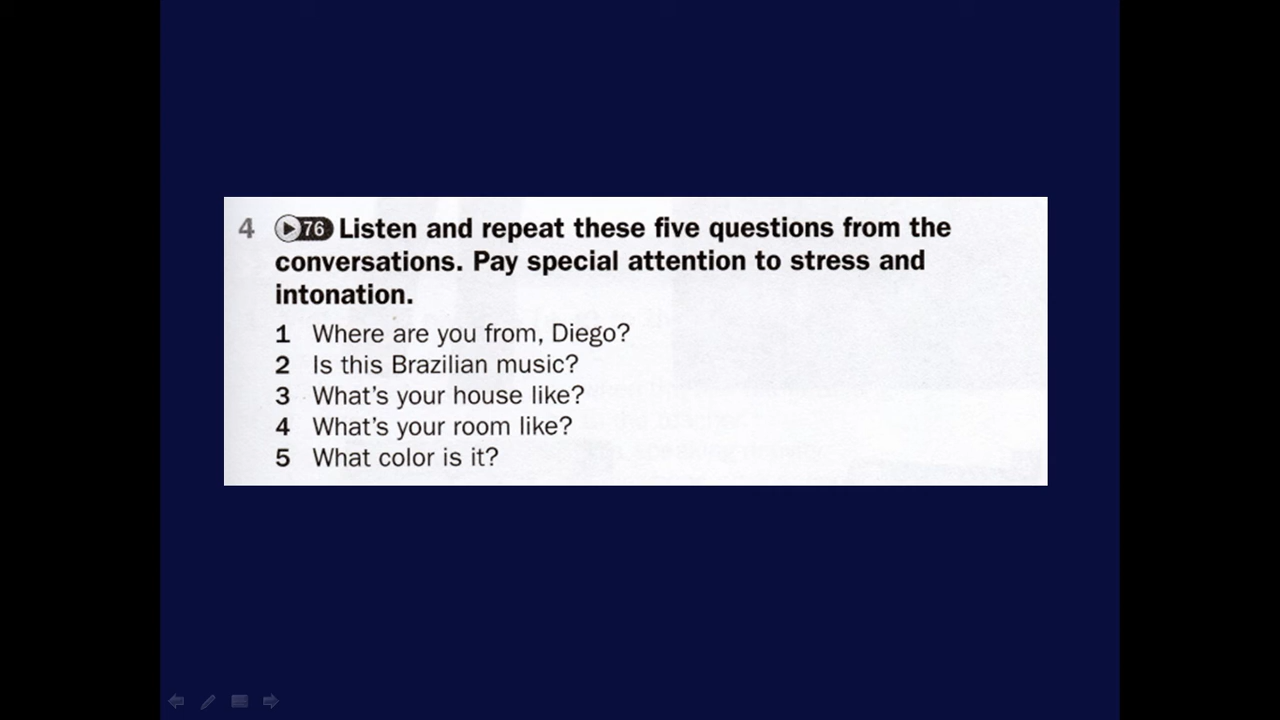 4 76 Listen and repeat these five questions from the
conversations. Pay special attention to stress and
intonation.
1 Where are you from, Diego?
2 Is this Brazilian music?
3 What's your house like?
4 What's your room like?
5 What color is it?